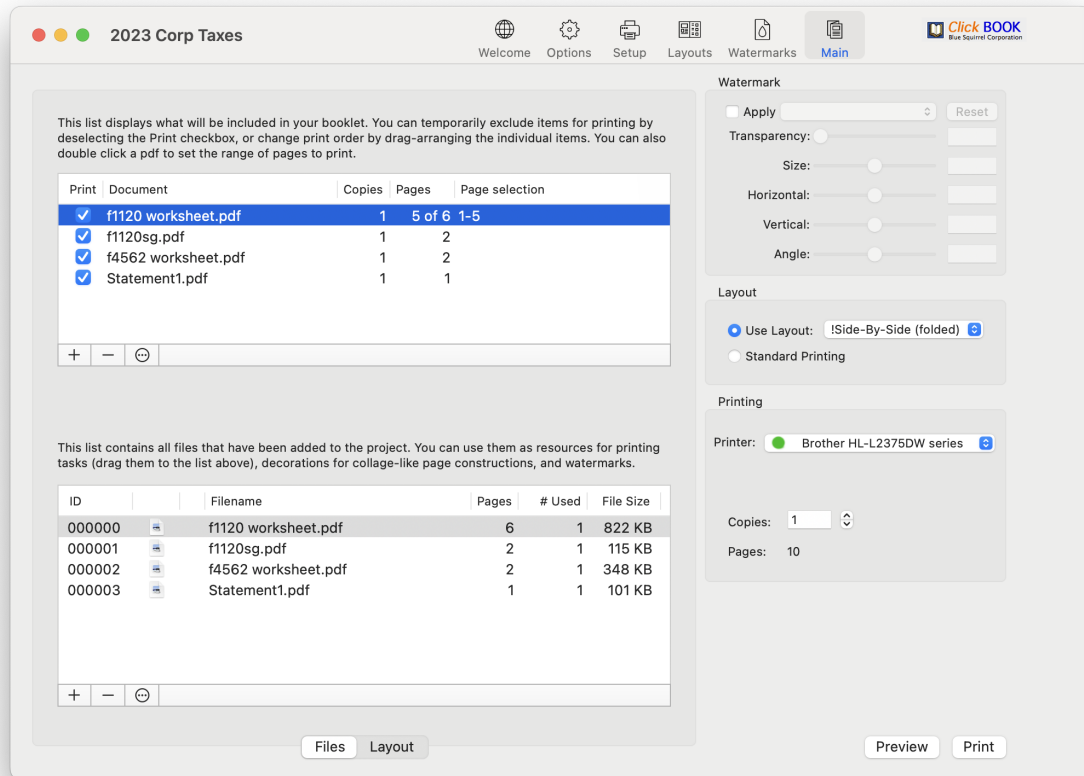 2023 Corp Taxes
Welcome Options Setup Layouts Watermarks Main
Click BOOK
Blue Squirrel Corporation
This list displays what will be included in your booklet. You can temporarily exclude items for printing by
deselecting the Print checkbox, or change print order by drag-arranging the individual items. You can also
double click a pdf to set the range of pages to print.
Print Document Copies Pages Page selection
f1120 worksheet.pdf 1 5 of 6 1-5
f1120sg.pdf 1 2
f4562 worksheet.pdf 1 2
Statement1.pdf 1 1
This list contains all files that have been added to the project. You can use them as resources for printing
tasks (drag them to the list above), decorations for collage-like page constructions, and watermarks.
ID Filename Pages # Used File Size
000000 f1120 worksheet.pdf 6 1 822 KB
000001 f1120sg.pdf 2 1 115 KB
000002 f4562 worksheet.pdf 2 1 348 KB
000003 Statement1.pdf 1 1 101 KB
Files Layout
Watermark
Apply Reset
Transparency:
Size:
Horizontal:
Vertical:
Angle:
Layout
Use Layout: !Side-By-Side (folded)
Standard Printing
Printing
Printer: Brother HL-L2375DW series
Copies: 1
Pages: 10
Preview Print